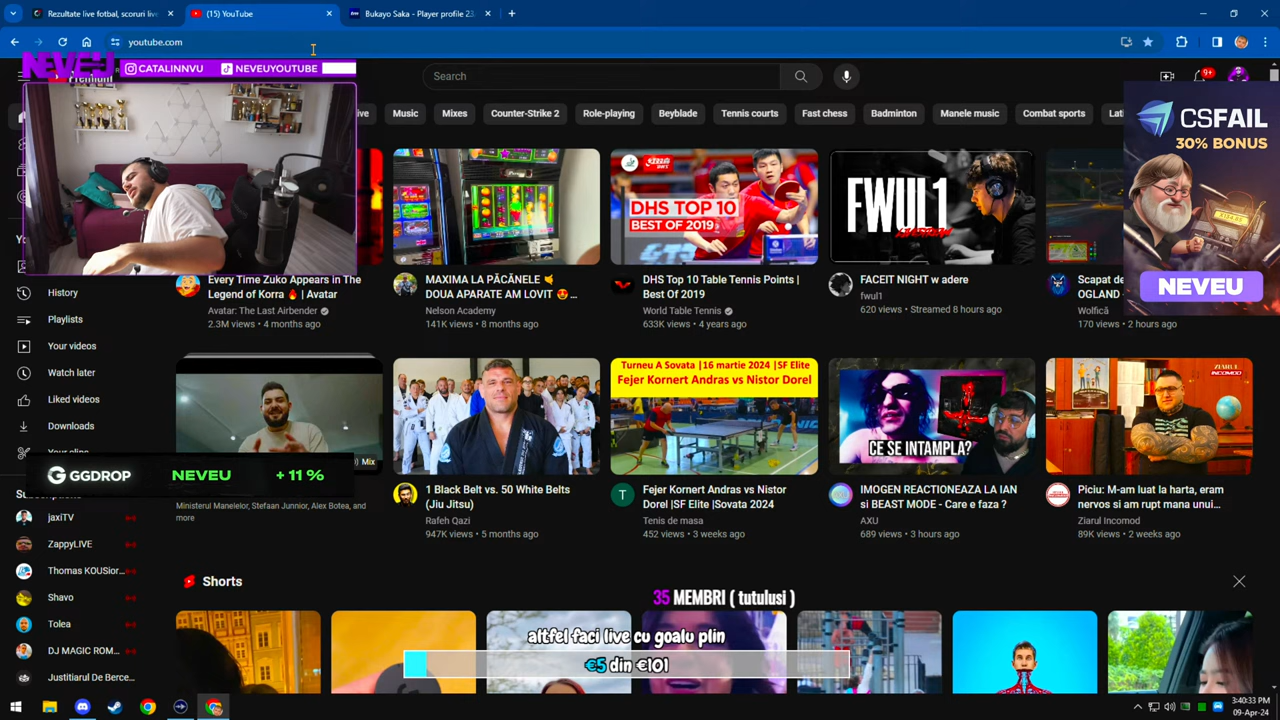 Rezultate live fotbal, scoruri live
(15) YouTube
Bukayo Saka - Player profile 23
youtube.com
NEVEU
CATALINNVU
NEVEUYOUTUBE
Premium
Search
9+
ive
Music
Mixes
Counter-Strike 2
Role-playing
Beyblade
Tennis courts
Fast chess
Badminton
Manele music
Combat sports
CSFAIL
30% BONUS
NEVEU
DHS TOP 10
BEST OF 2019
FWUL1
Every Time Zuko Appears in The
Legend of Korra 🔥 | Avatar
Avatar: The Last Airbender
2.3M views • 4 months ago
MAXIMA LA PĂCĂNELE 🤙
DOUA APARATE AM LOVIT 😍 ...
Nelson Academy
141K views • 8 months ago
DHS Top 10 Table Tennis Points |
Best Of 2019
World Table Tennis
633K views • 4 years ago
FACEIT NIGHT w adere
fwul1
620 views • Streamed 8 hours ago
Scapat de
OGLAND
Wolfică
170 views • 2 hours ago
History
Playlists
Your videos
Watch later
Liked videos
Downloads
Your clips
Turneu A Sovata |16 martie 2024 |SF Elite
Fejer Kornert Andras vs Nistor Dorel
CE SE INTAMPLA?
ZIARUL
INCOMOD
Mix
GGDROP
NEVEU
+ 11 %
Ministerul Manelelor, Stefaan Junnior, Alex Botea, and
more
1 Black Belt vs. 50 White Belts
(Jiu Jitsu)
Rafeh Qazi
947K views • 5 months ago
Fejer Kornert Andras vs Nistor
Dorel |SF Elite |Sovata 2024
Tenis de masa
452 views • 3 weeks ago
IMOGEN REACTIONEAZA LA IAN
si BEAST MODE - Care e faza ?
AXU
689 views • 3 hours ago
Piciu: M-am luat la harta, eram
nervos si am rupt mana unui...
Ziarul Incomod
89K views • 2 weeks ago
Subscriptions
jaxiTV
ZappyLIVE
Thomas KOUSior...
Shavo
Tolea
DJ MAGIC ROM...
Justitiarul De Berce...
Shorts
35 MEMBRI ( tutulusi )
altfel faci live cu goalu plin
€5 din €101
3:40:33 PM
09-Apr-24